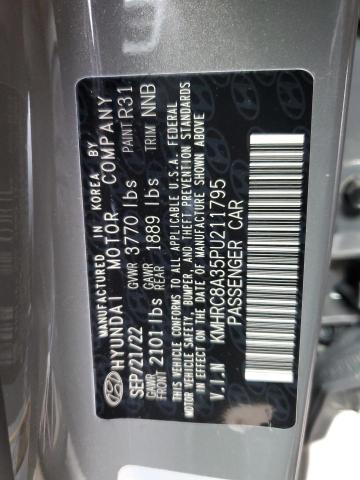 MANUFACTURED IN KOREA BY
HYUNDAI MOTOR COMPANY
SEP/21/22 GVWR 3770 lbs PAINT R31
GAWR FRONT 2101 lbs GAWR REAR 1889 lbs TRIM NNB
THIS VEHICLE CONFORMS TO ALL APPLICABLE U.S.A. FEDERAL
MOTOR VEHICLE SAFETY, BUMPER, AND THEFT PREVENTION STANDARDS
IN EFFECT ON THE DATE OF MANUFACTURE SHOWN ABOVE
V.I.N KMHRC8A35PU211795
PASSENGER CAR